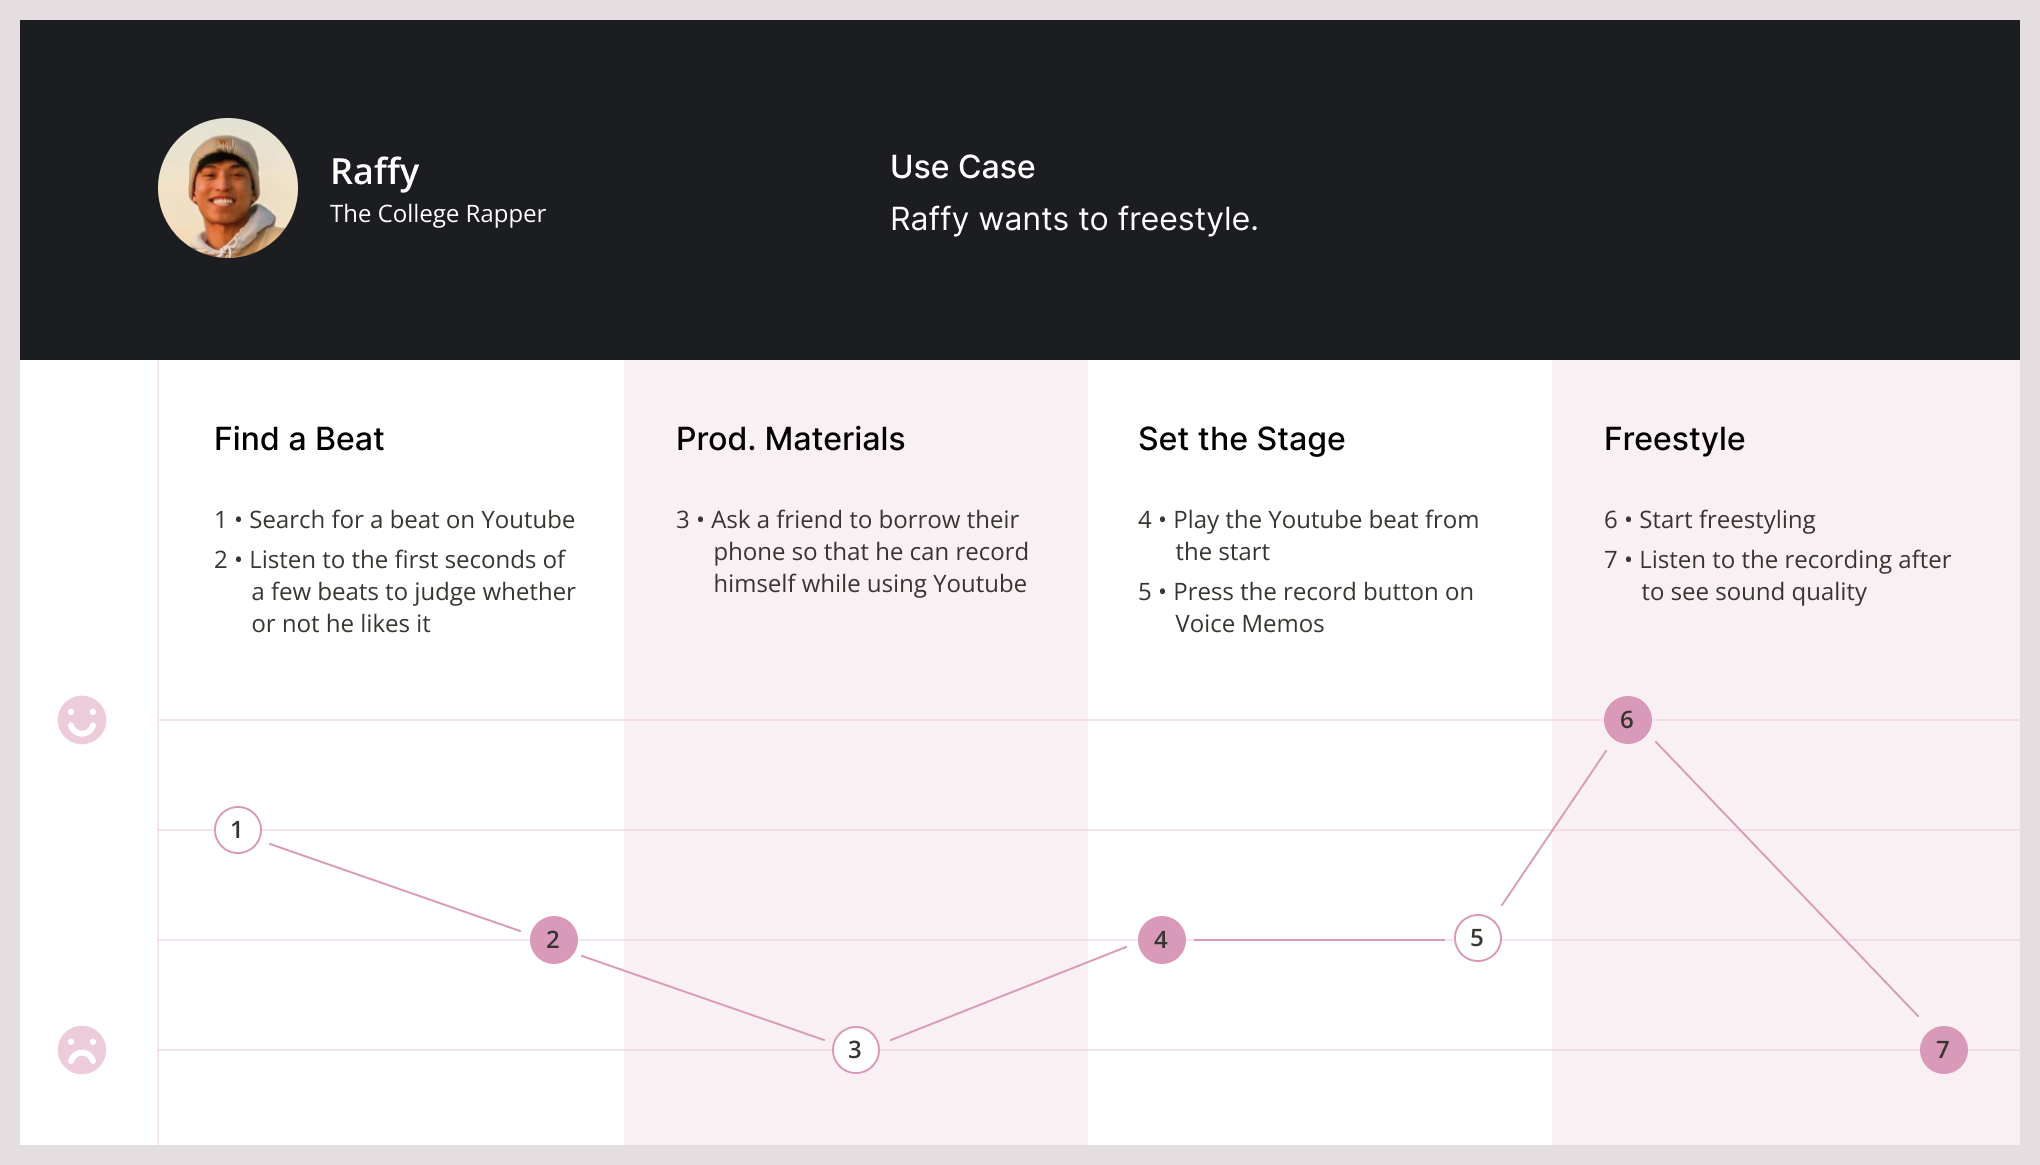 Raffy
The College Rapper
Use Case
Raffy wants to freestyle.
Find a Beat
1 • Search for a beat on Youtube
2 • Listen to the first seconds of
a few beats to judge whether
or not he likes it
Prod. Materials
3 • Ask a friend to borrow their
phone so that he can record
himself while using Youtube
Set the Stage
4 • Play the Youtube beat from
the start
5 • Press the record button on
Voice Memos
Freestyle
6 • Start freestyling
7 • Listen to the recording after
to see sound quality
1
2
3
4
5
6
7